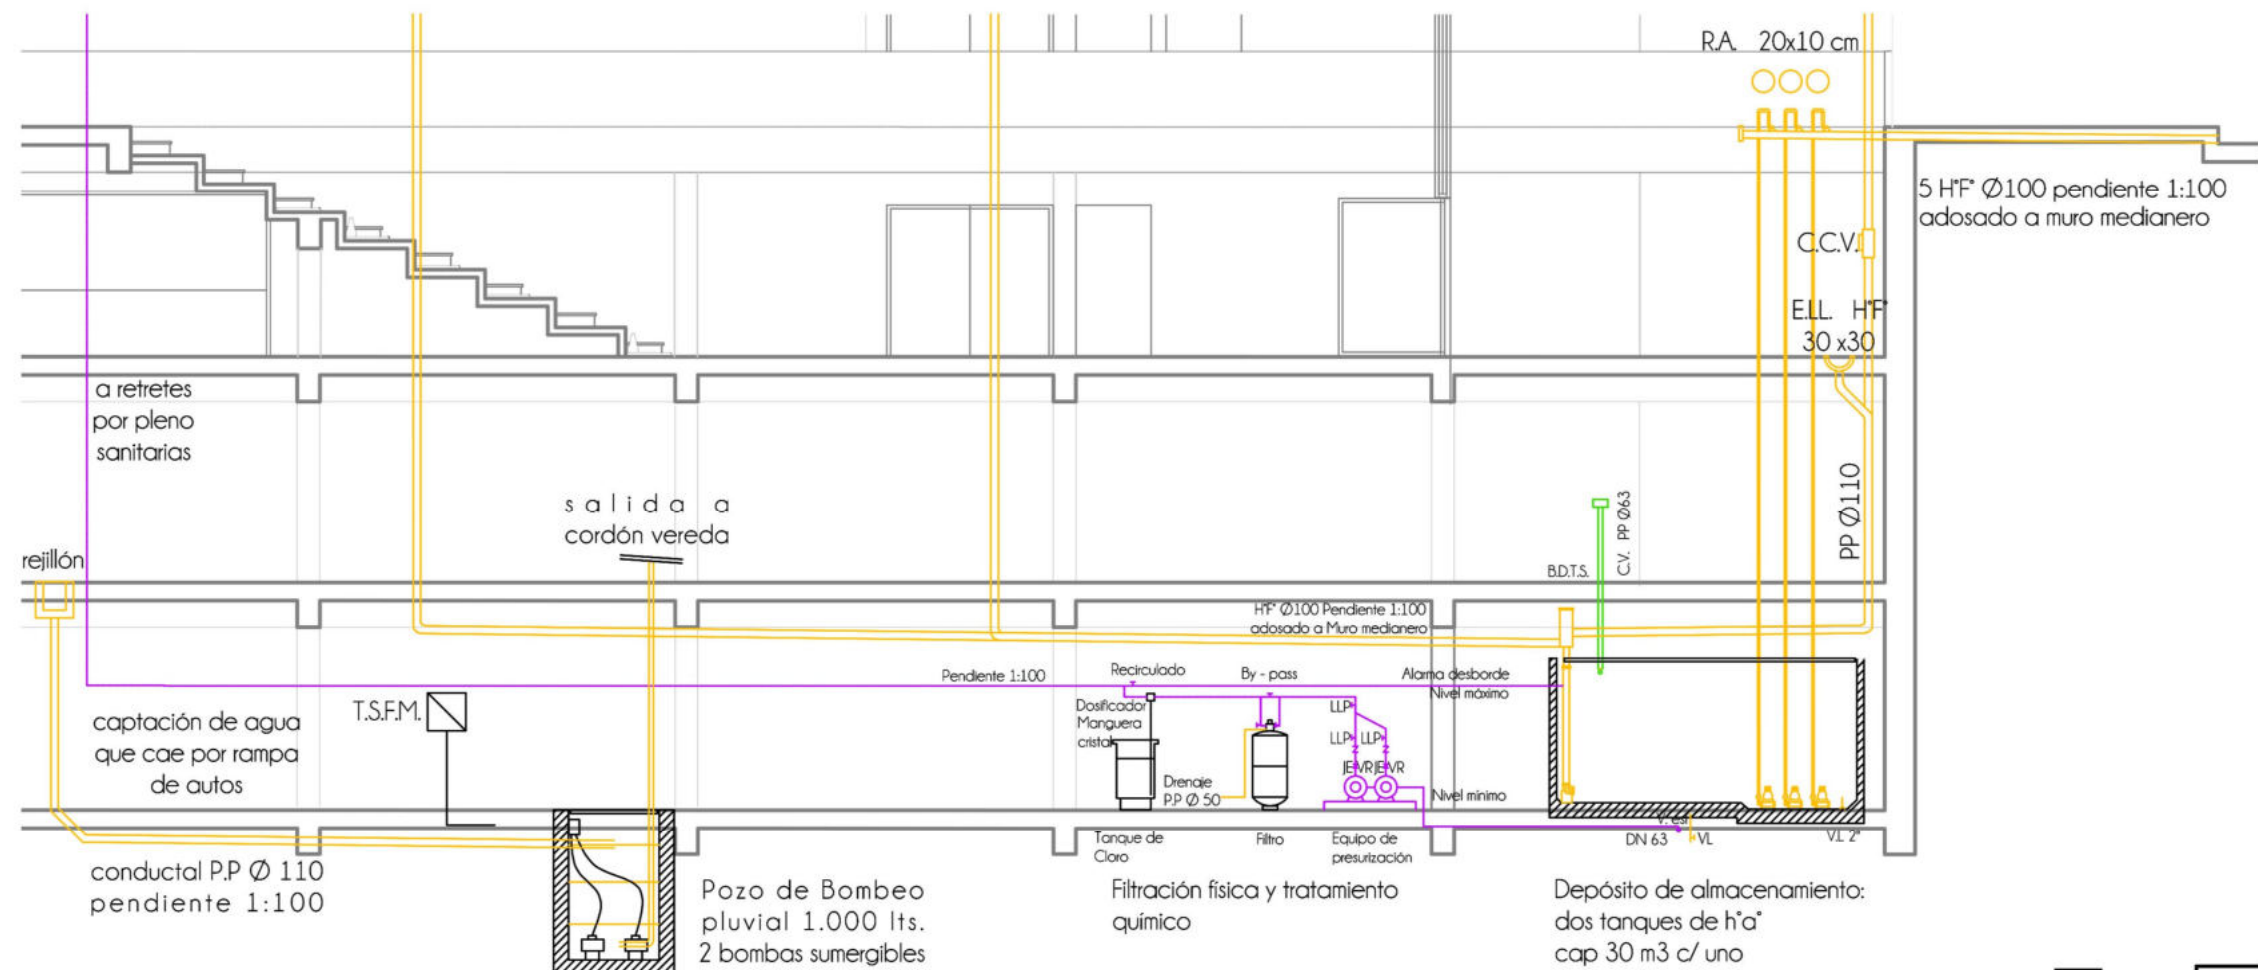 R.A. 20x10 cm
5 H°F° Ø100 pendiente 1:100
adosado a muro medianero
C.C.V.
E.LL. H°F°
30 x30
a retretes
por pleno
sanitarias
PP Ø110
salida a
cordón vereda
C.V. PP Ø63
rejillón
B.D.T.S.
H°F° Ø100 Pendiente 1:100
adosado a Muro medianero
Pendiente 1:100
Recirculado
By - pass
Alarma desborde
Nivel máximo
T.S.F.M.
captación de agua
que cae por rampa
de autos
Dosificador
Manguera
cristal
LLP
LLP LLP
JE VR JE VR
Drenaje
P.P Ø 50
Nivel mínimo
V. esf
DN 63 VL
V.L 2"
Tanque de
Cloro
Filtro
Equipo de
presurización
conductal P.P Ø 110
pendiente 1:100
Pozo de Bombeo
pluvial 1.000 lts.
2 bombas sumergibles
Filtración física y tratamiento
químico
Depósito de almacenamiento:
dos tanques de h°a°
cap 30 m3 c/ uno